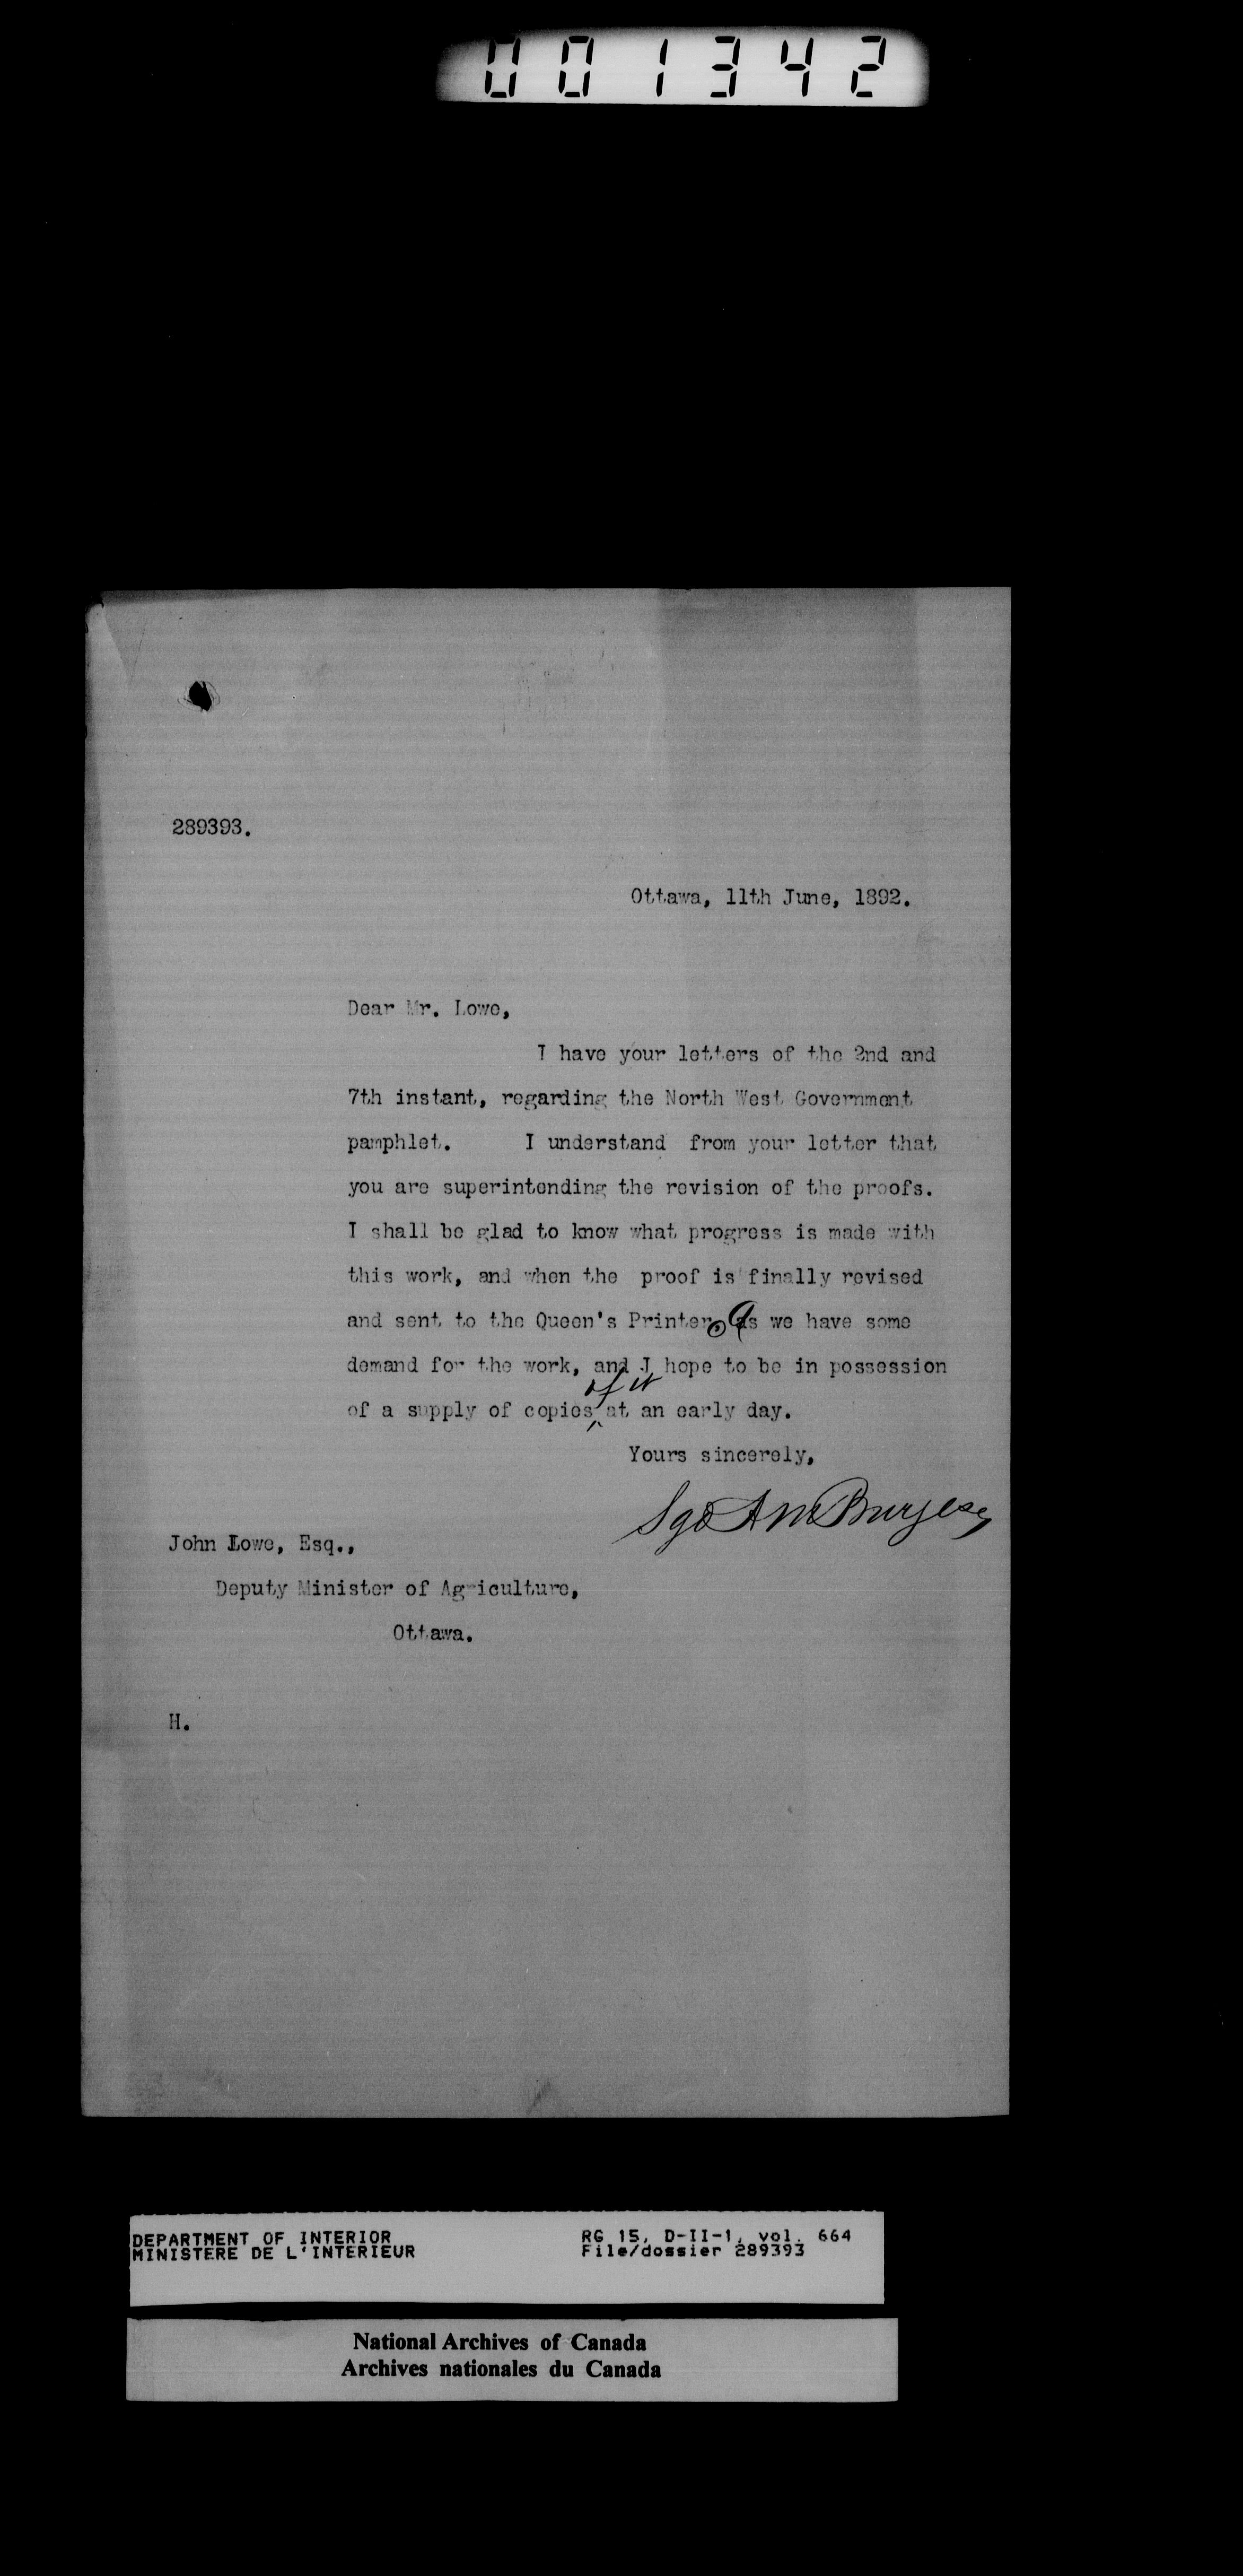 001342
289393.
Ottawa, 11th June, 1892.
Dear Mr. Lowe,
I have your letters of the 2nd and
7th instant, regarding the North West Government
pamphlet. I understand from your letter that
you are superintending the revision of the proofs.
I shall be glad to know what progress is made with
this work, and when the proof is finally revised
and sent to the Queen's Printer. As we have some
demand for the work, and I hope to be in possession
of it
of a supply of copies at an early day.
Yours sincerely,
Sgd A M Burgess
John Lowe, Esq.,
Deputy Minister of Agriculture,
Ottawa.
H.
DEPARTMENT OF INTERIOR RG 15, D-II-1, vol. 664
MINISTERE DE L'INTERIEUR File/dossier 289393
National Archives of Canada
Archives nationales du Canada